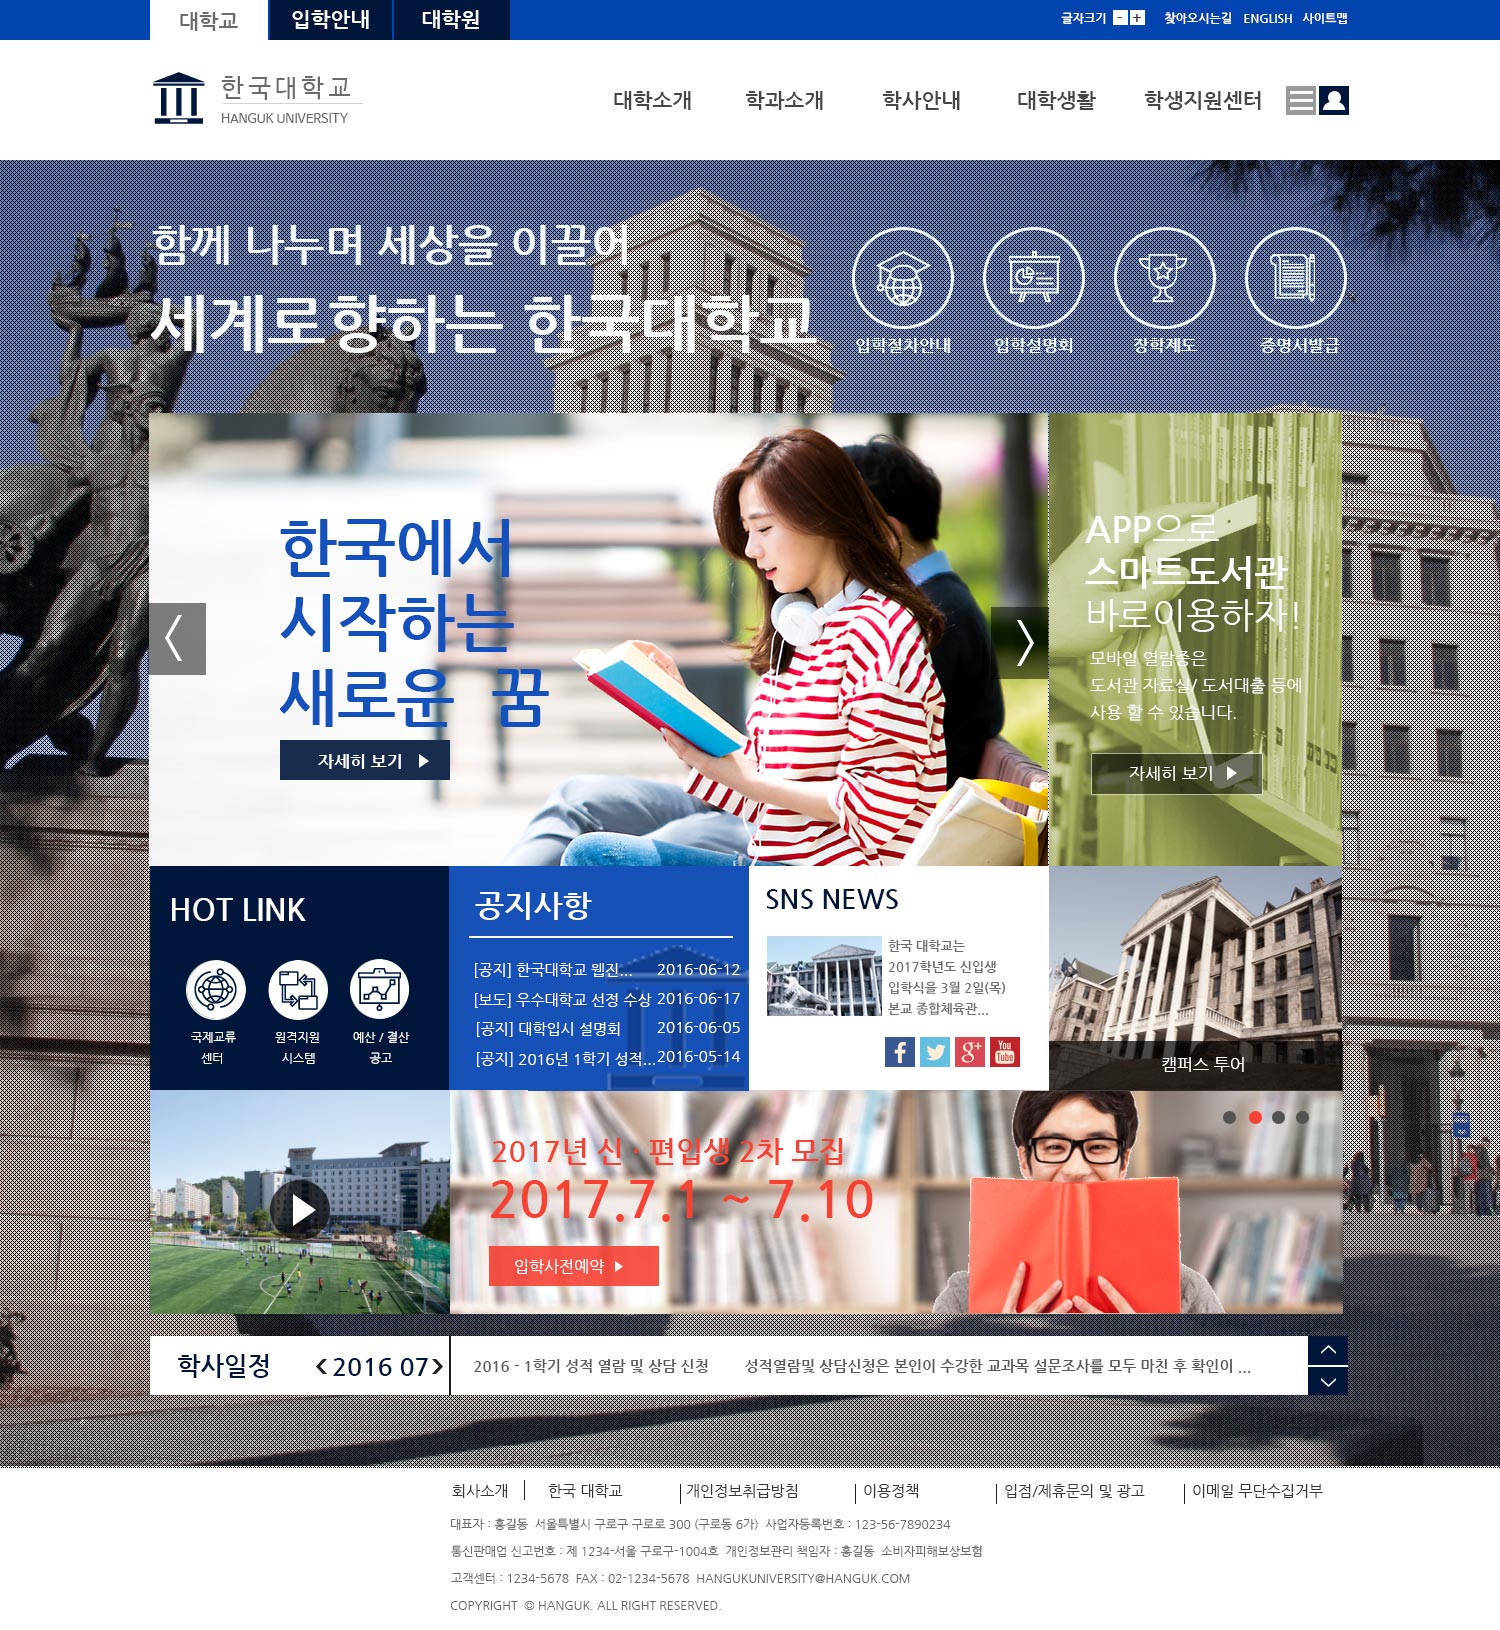 대학교
입학안내
대학원
글자크기 - +
찾아오시는길
ENGLISH
사이트맵
한국대학교
HANGUK UNIVERSITY
대학소개
학과소개
학사안내
대학생활
학생지원센터
함께 나누며 세상을 이끌어
세계로향하는 한국대학교
입학절차안내
입학설명회
장학제도
증명서발급
한국에서
시작하는
새로운 꿈
자세히 보기
APP으로
스마트도서관
바로이용하자!
모바일 열람증은
도서관 자료실/ 도서대출 등에
사용 할 수 있습니다.
자세히 보기
HOT LINK
국제교류
센터
원격지원
시스템
예산 / 결산
공고
공지사항
[공지] 한국대학교 웹진... 2016-06-12
[보도] 우수대학교 선정 수상 2016-06-17
[공지] 대학입시 설명회 2016-06-05
[공지] 2016년 1학기 성적... 2016-05-14
SNS NEWS
한국 대학교는
2017학년도 신입생
입학식을 3월 2일(목)
본교 종합체육관...
f
g+
You
Tube
캠퍼스 투어
2017년 신 · 편입생 2차 모집
2017.7.1 ~ 7.10
입학사전예약
학사일정
2016 07
2016 - 1학기 성적 열람 및 상담 신청
성적열람및 상담신청은 본인이 수강한 교과목 설문조사를 모두 마친 후 확인이 ...
회사소개
한국 대학교
개인정보취급방침
이용정책
입점/제휴문의 및 광고
이메일 무단수집거부
대표자 : 홍길동 서울특별시 구로구 구로로 300 (구로동 6가) 사업자등록번호 : 123-56-7890234
통신판매업 신고번호 : 제 1234-서울 구로구-1004호 개인정보관리 책임자 : 홍길동 소비자피해보상보험
고객센터 : 1234-5678 FAX : 02-1234-5678 HANGUKUNIVERSITY@HANGUK.COM
COPYRIGHT © HANGUK. ALL RIGHT RESERVED.